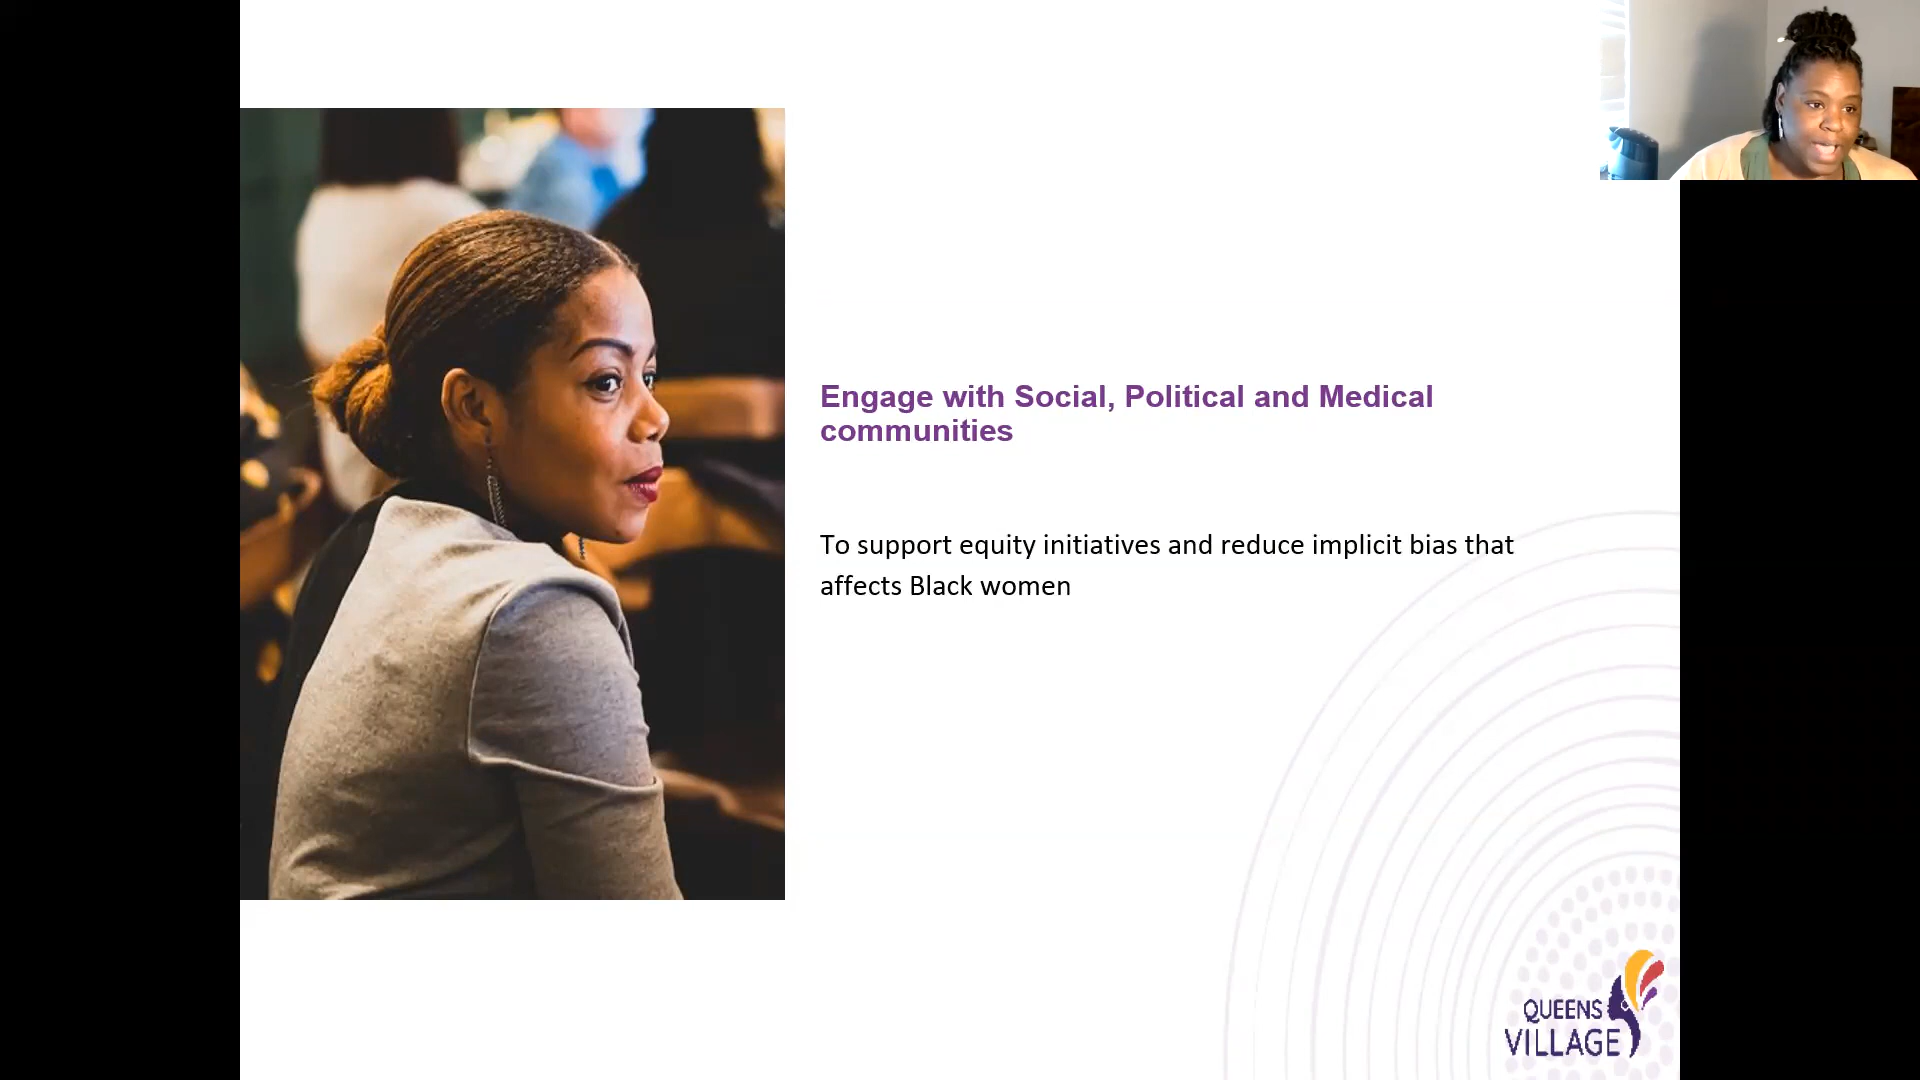 Engage with Social, Political and Medical
communities
To support equity initiatives and reduce implicit bias that
affects Black women
QUEENS
VILLAGE